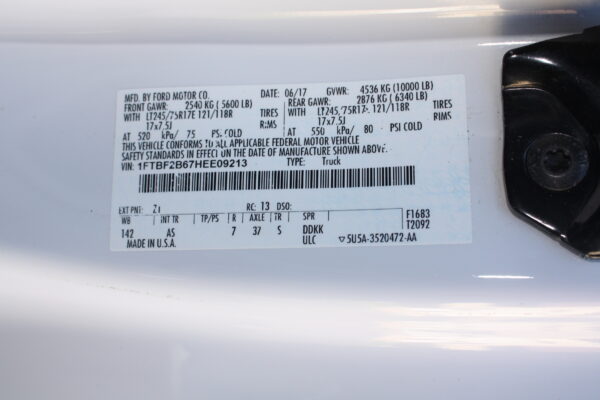 MFD. BY FORD MOTOR CO. DATE: 06/17 GVWR: 4536 KG (10000 LB)
FRONT GAWR: 2540 KG (5600 LB) REAR GAWR: 2876 KG (6340 LB)
WITH LT245/75R17E 121/118R TIRES WITH LT245/75R17E 121/118R TIRES
17x7.5J RIMS 17x7.5J RIMS
AT 520 kPa/ 75 PSI COLD AT 550 kPa/ 80 PSI COLD
THIS VEHICLE CONFORMS TO ALL APPLICABLE FEDERAL MOTOR VEHICLE
SAFETY STANDARDS IN EFFECT ON THE DATE OF MANUFACTURE SHOWN ABOVE.
VIN: 1FTBF2B67HEE09213 TYPE: Truck
EXT PNT: Z1 RC: 13 DSO:
WB INT TR TP/PS R AXLE TR SPR F1683
142 AS 7 37 S DDKK T2092
MADE IN U.S.A. ULC ▽5U5A-3520472-AA